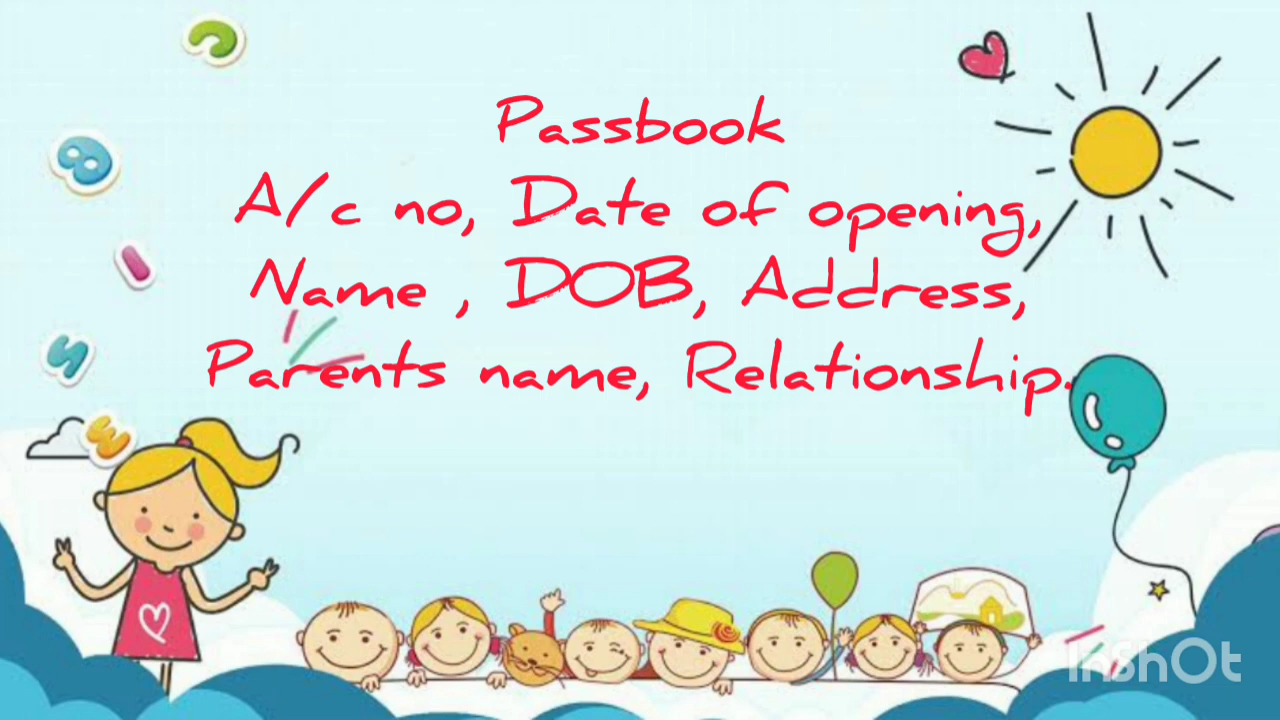 Passbook
A/c no, Date of opening,
Name , DOB, Address,
Parents name, Relationship.
InShOt